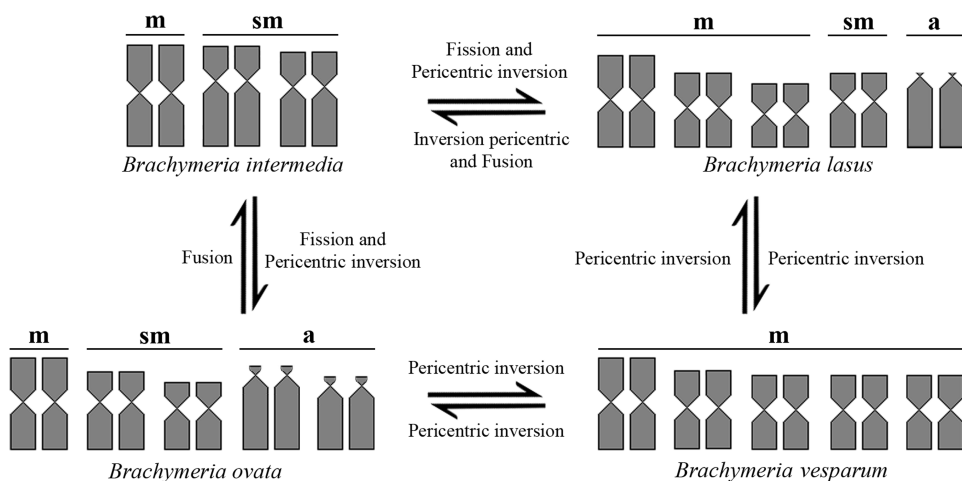 m sm
Fission and
Pericentric inversion
Inversion pericentric
and Fusion
m sm a
Brachymeria intermedia
Brachymeria lasus
Fusion
Fission and
Pericentric inversion
Pericentric inversion
Pericentric inversion
m sm a
Pericentric inversion
Pericentric inversion
m
Brachymeria ovata
Brachymeria vesparum